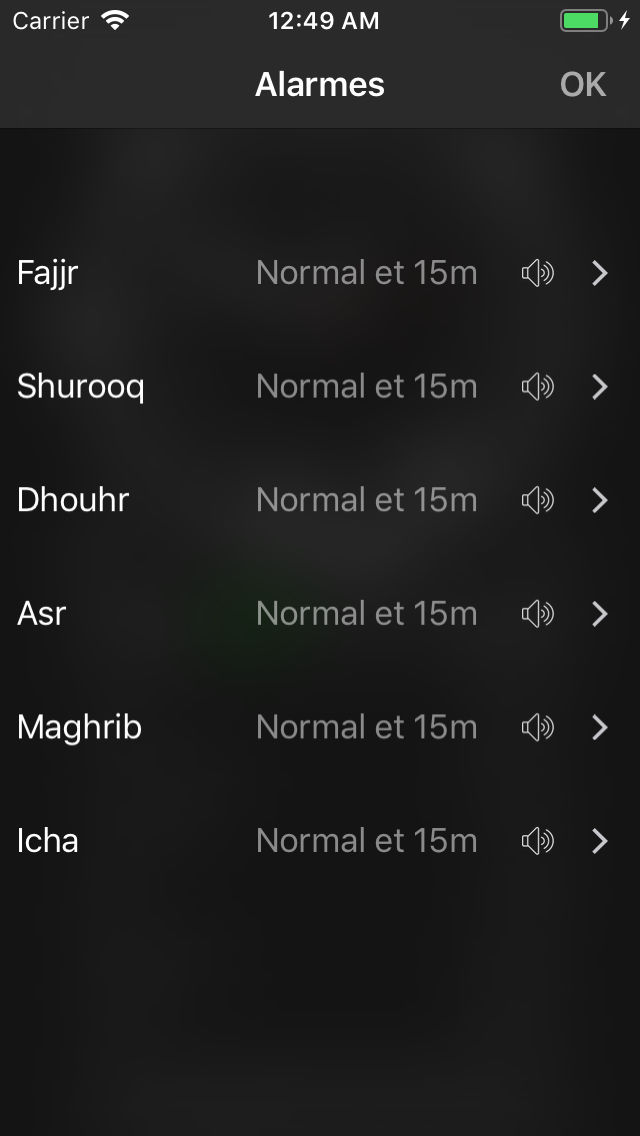 Carrier 12:49 AM
Alarmes OK
Fajjr Normal et 15m
Shurooq Normal et 15m
Dhouhr Normal et 15m
Asr Normal et 15m
Maghrib Normal et 15m
Icha Normal et 15m